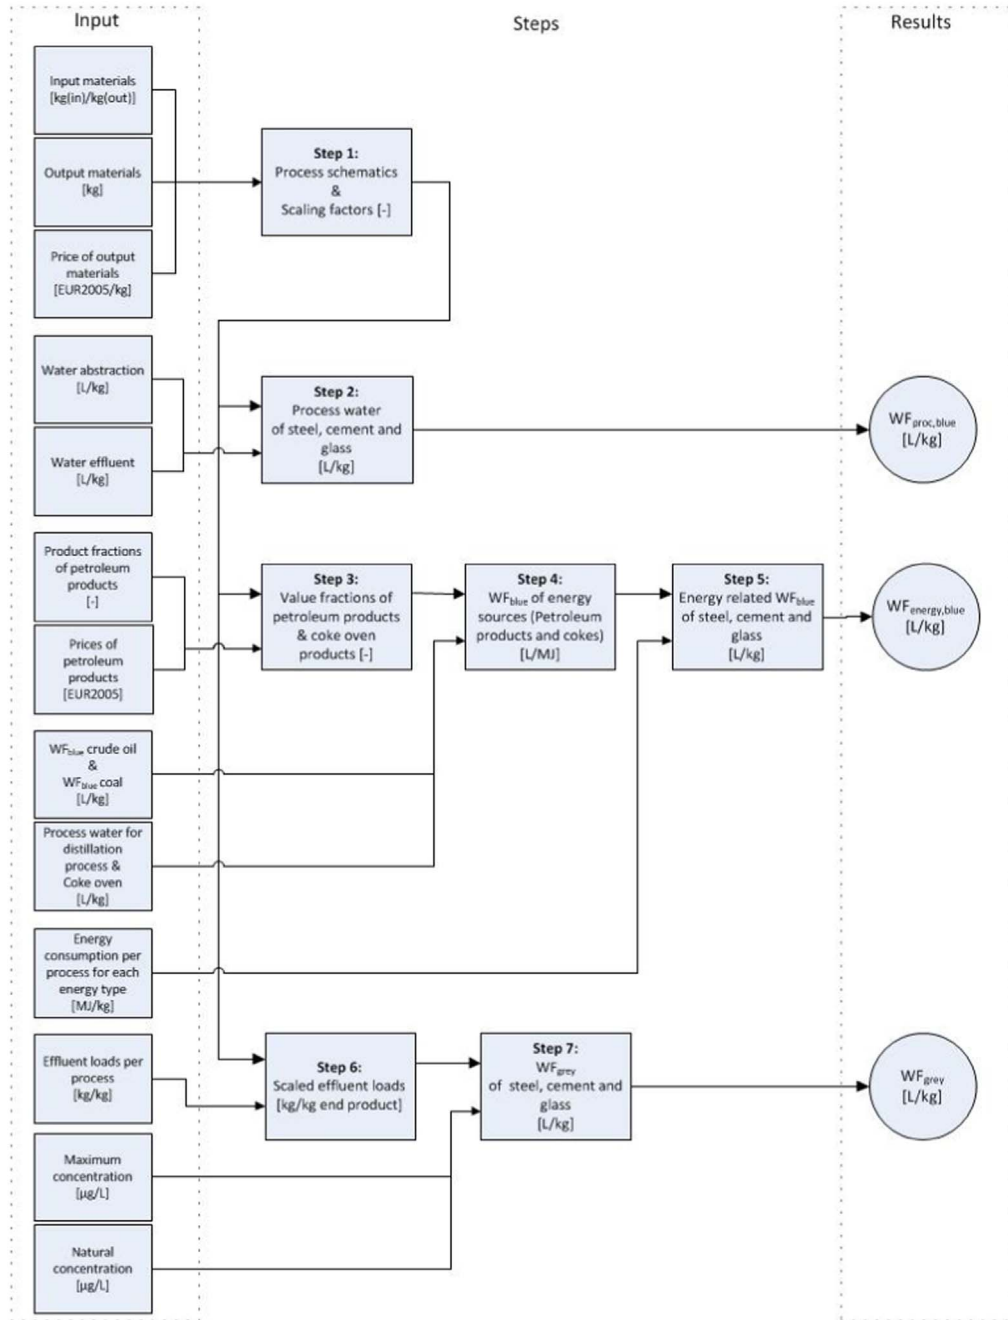 Input
Steps
Results
Input materials
[kg(in)/kg(out)]
Output materials
[kg]
Price of output
materials
[EUR2005/kg]
Step 1:
Process schematics
&
Scaling factors [-]
Water abstraction
[L/kg]
Water effluent
[L/kg]
Step 2:
Process water
of steel, cement and
glass
[L/kg]
WFproc,blue
[L/kg]
Product fractions
of petroleum
products
[-]
Prices of
petroleum
products
[EUR2005]
Step 3:
Value fractions of
petroleum products
& coke oven
products [-]
Step 4:
WFblue of energy
sources (Petroleum
products and cokes)
[L/MJ]
Step 5:
Energy related WFblue
of steel, cement and
glass
[L/kg]
WFenergy,blue
[L/kg]
WFblue crude oil
&
WFblue coal
[L/kg]
Process water for
distillation
process &
Coke oven
[L/kg]
Energy
consumption per
process for each
energy type
[MJ/kg]
Effluent loads per
process
[kg/kg]
Step 6:
Scaled effluent loads
[kg/kg end product]
Step 7:
WFgrey
of steel, cement and
glass
[L/kg]
WFgrey
[L/kg]
Maximum
concentration
[µg/L]
Natural
concentration
[µg/L]